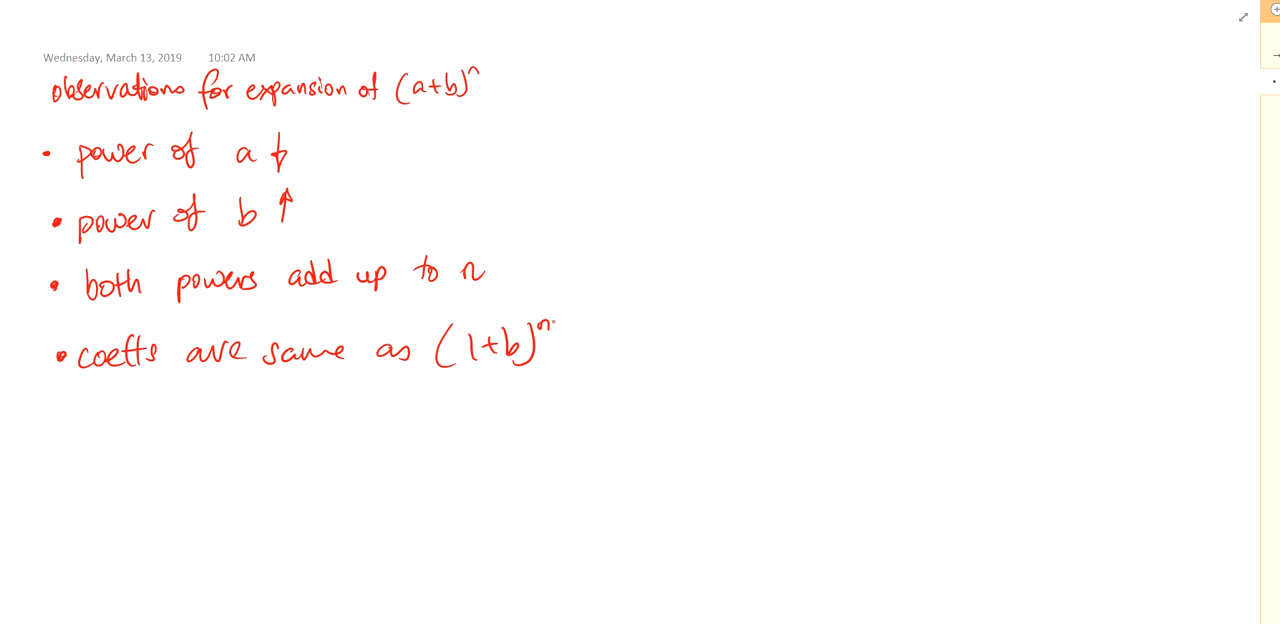 Wednesday, March 13, 2019 10:02 AM
observations for expansion of (a+b)^n
• power of a ↓
• power of b ↑
• both powers add up to n
• coeffs are same as (1+b)^n